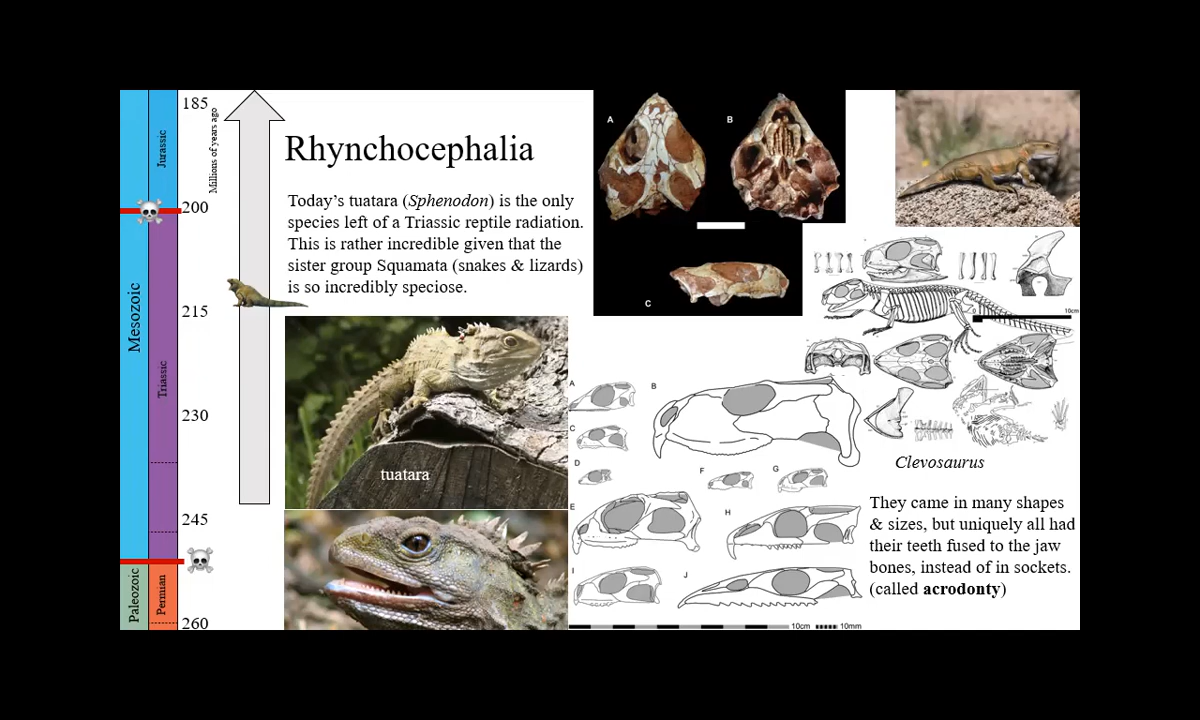 185
200
215
230
245
260
Millions of years ago
Jurassic
Mesozoic
Triassic
Paleozoic
Permian
Rhynchocephalia
Today’s tuatara (Sphenodon) is the only
species left of a Triassic reptile radiation.
This is rather incredible given that the
sister group Squamata (snakes & lizards)
is so incredibly speciose.
tuatara
A
B
C
0
10cm
A
B
C
D
E
F
G
H
I
J
10cm
10mm
Clevosaurus
They came in many shapes
& sizes, but uniquely all had
their teeth fused to the jaw
bones, instead of in sockets.
(called acrodonty)